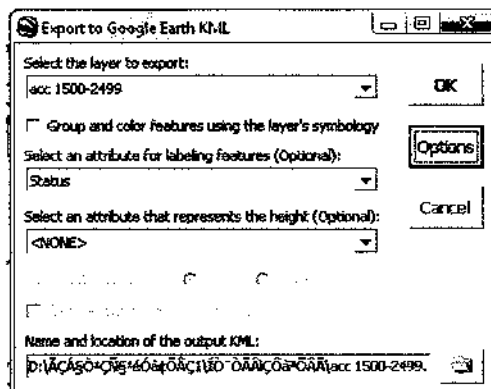 Export to Google Earth KML
Select the layer to export:
acc 1500-2499
OK
Group and color features using the layer's symbology
Options
Select an attribute for labeling features (Optional):
Status
Cancel
Select an attribute that represents the height (Optional):
<NONE>
Name and location of the output KML:
acc 1500-2499.